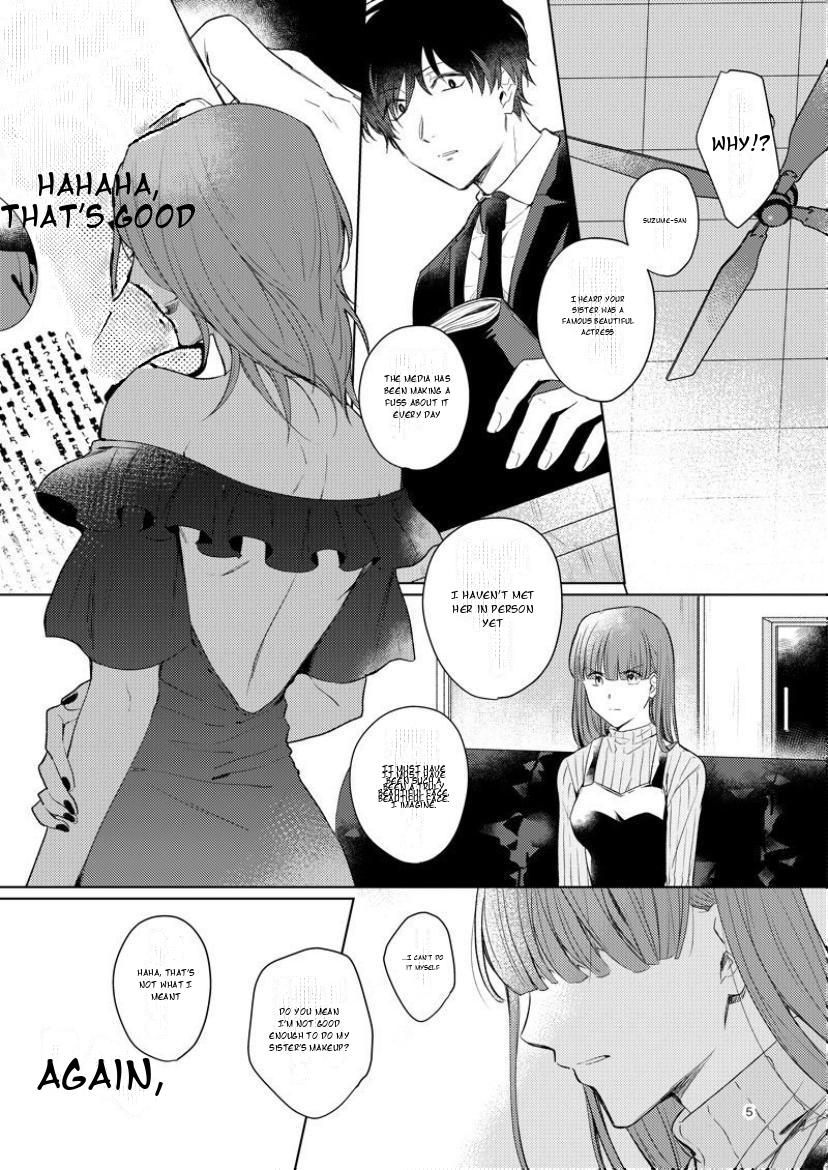 WHY!?
SUZUME-SAN
I HEARD YOUR
SISTER WAS A
FAMOUS BEAUTIFUL
ACTRESS
THE MEDIA HAS
BEEN MAKING A
FUSS ABOUT IT
EVERY DAY
HAHAHA,
THAT'S GOOD
I HAVEN'T MET
HER IN PERSON
YET
IT MUST HAVE
BEEN A TRULY
BEAUTIFUL FACE.
I IMAGINE.
...I CAN'T DO
IT MYSELF
DO YOU MEAN
I'M NOT GOOD
ENOUGH TO DO MY
SISTER'S MAKEUP?
HAHA, THAT'S
NOT WHAT I
MEANT
AGAIN,
5